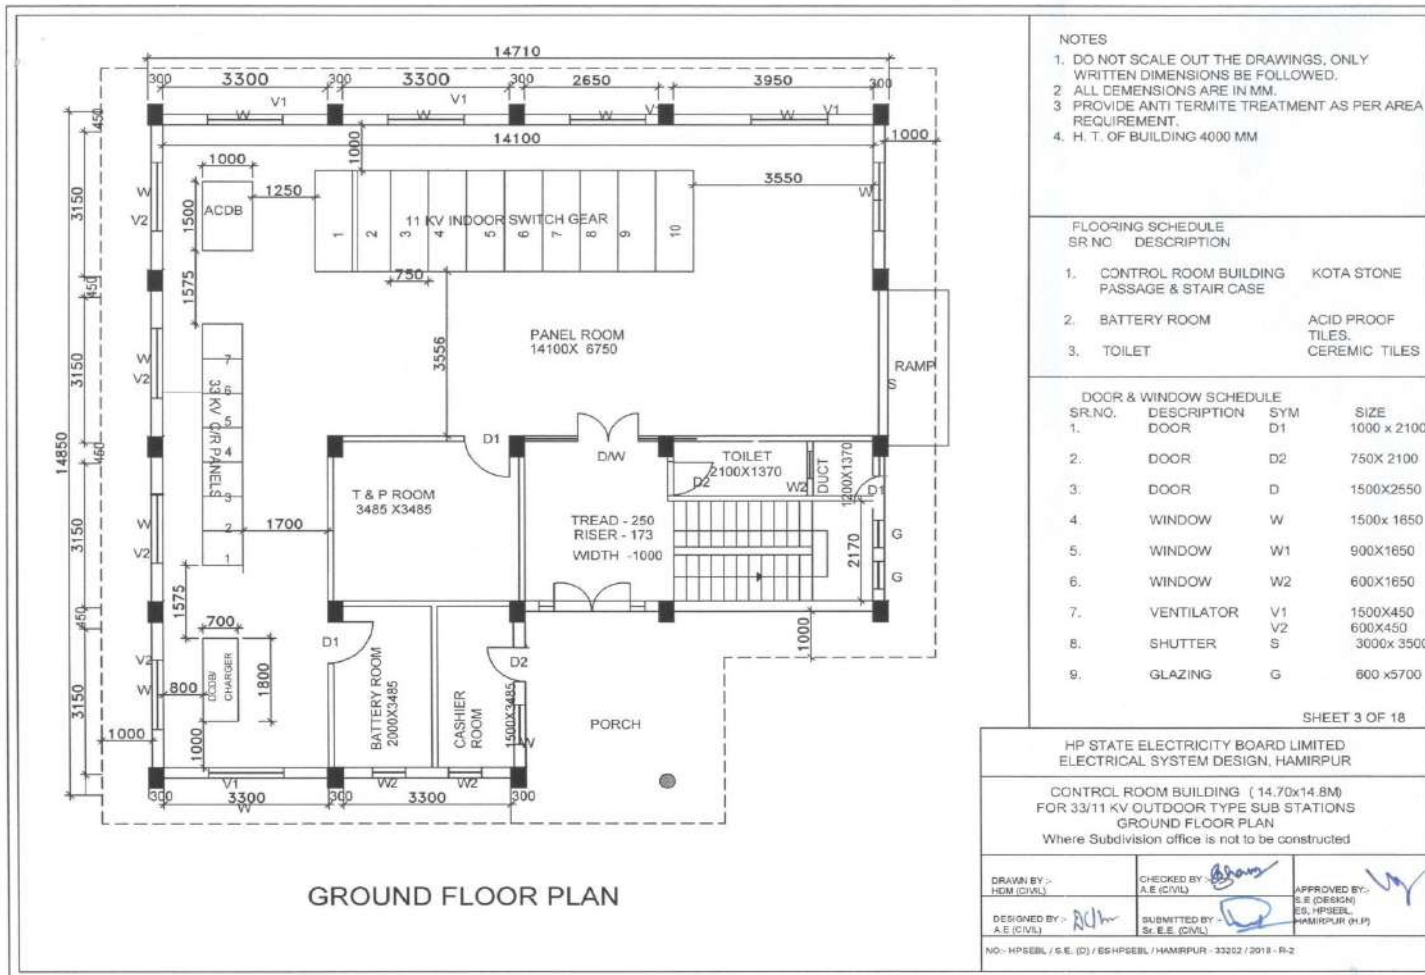 14710
300 3300 300 3300 300 2650 3950 300
V1 V1 V1 V1
W W W W
450
14100
1000
1000
1000
3550
1250
W
V2
3150
1500
ACDB
11 KV INDOOR SWITCH GEAR
1 2 3 4 5 6 7 8 9 10
W
750
1575
450
PANEL ROOM
14100X 6750
3556
RAMP
S
W
V2
3150
33 KV C/R PANELS
7
6
5
4
3
2
1
14850
450
D1
D/W
TOILET
2100X1370
D2
W2
DUCT
1200X1370
D1
T & P ROOM
3485 X3485
1700
TREAD - 250
RISER - 173
WIDTH -1000
2170
G
G
W
V2
3150
1575
450
700
D1
D2
1000
V2
W
3150
800
DCDB/
CHARGER
1800
BATTERY ROOM
2000X3485
CASHIER
ROOM
1500X3485
W
PORCH
1000
1000
V1
W2
W2
300 3300 300 3300 300
W
GROUND FLOOR PLAN
NOTES
1. DO NOT SCALE OUT THE DRAWINGS, ONLY
WRITTEN DIMENSIONS BE FOLLOWED.
2 ALL DEMENSIONS ARE IN MM.
3 PROVIDE ANTI TERMITE TREATMENT AS PER AREA
REQUIREMENT.
4. H. T. OF BUILDING 4000 MM
FLOORING SCHEDULE
SR NO DESCRIPTION
1. CONTROL ROOM BUILDING KOTA STONE
PASSAGE & STAIR CASE
2. BATTERY ROOM ACID PROOF
TILES.
3. TOILET CEREMIC TILES
DOOR & WINDOW SCHEDULE
SR.NO. DESCRIPTION SYM SIZE
1. DOOR D1 1000 x 2100
2. DOOR D2 750X 2100
3. DOOR D 1500X2550
4. WINDOW W 1500x 1650
5. WINDOW W1 900X1650
6. WINDOW W2 600X1650
7. VENTILATOR V1 1500X450
V2 600X450
8. SHUTTER S 3000x 3500
9. GLAZING G 600 x5700
SHEET 3 OF 18
HP STATE ELECTRICITY BOARD LIMITED
ELECTRICAL SYSTEM DESIGN, HAMIRPUR
CONTROL ROOM BUILDING ( 14.70x14.8M)
FOR 33/11 KV OUTDOOR TYPE SUB STATIONS
GROUND FLOOR PLAN
Where Subdivision office is not to be constructed
DRAWN BY :-
HDM (CIVIL)
CHECKED BY :-
A.E (CIVIL)
APPROVED BY:-
S.E (DESIGN)
ES, HPSEBL,
HAMIRPUR (H.P)
DESIGNED BY :-
A.E (CIVIL)
SUBMITTED BY :-
Sr. E.E. (CIVIL)
NO:- HPSEBL / S.E. (D) / ESHPSEBL / HAMIRPUR - 33202 / 2018 - R-2